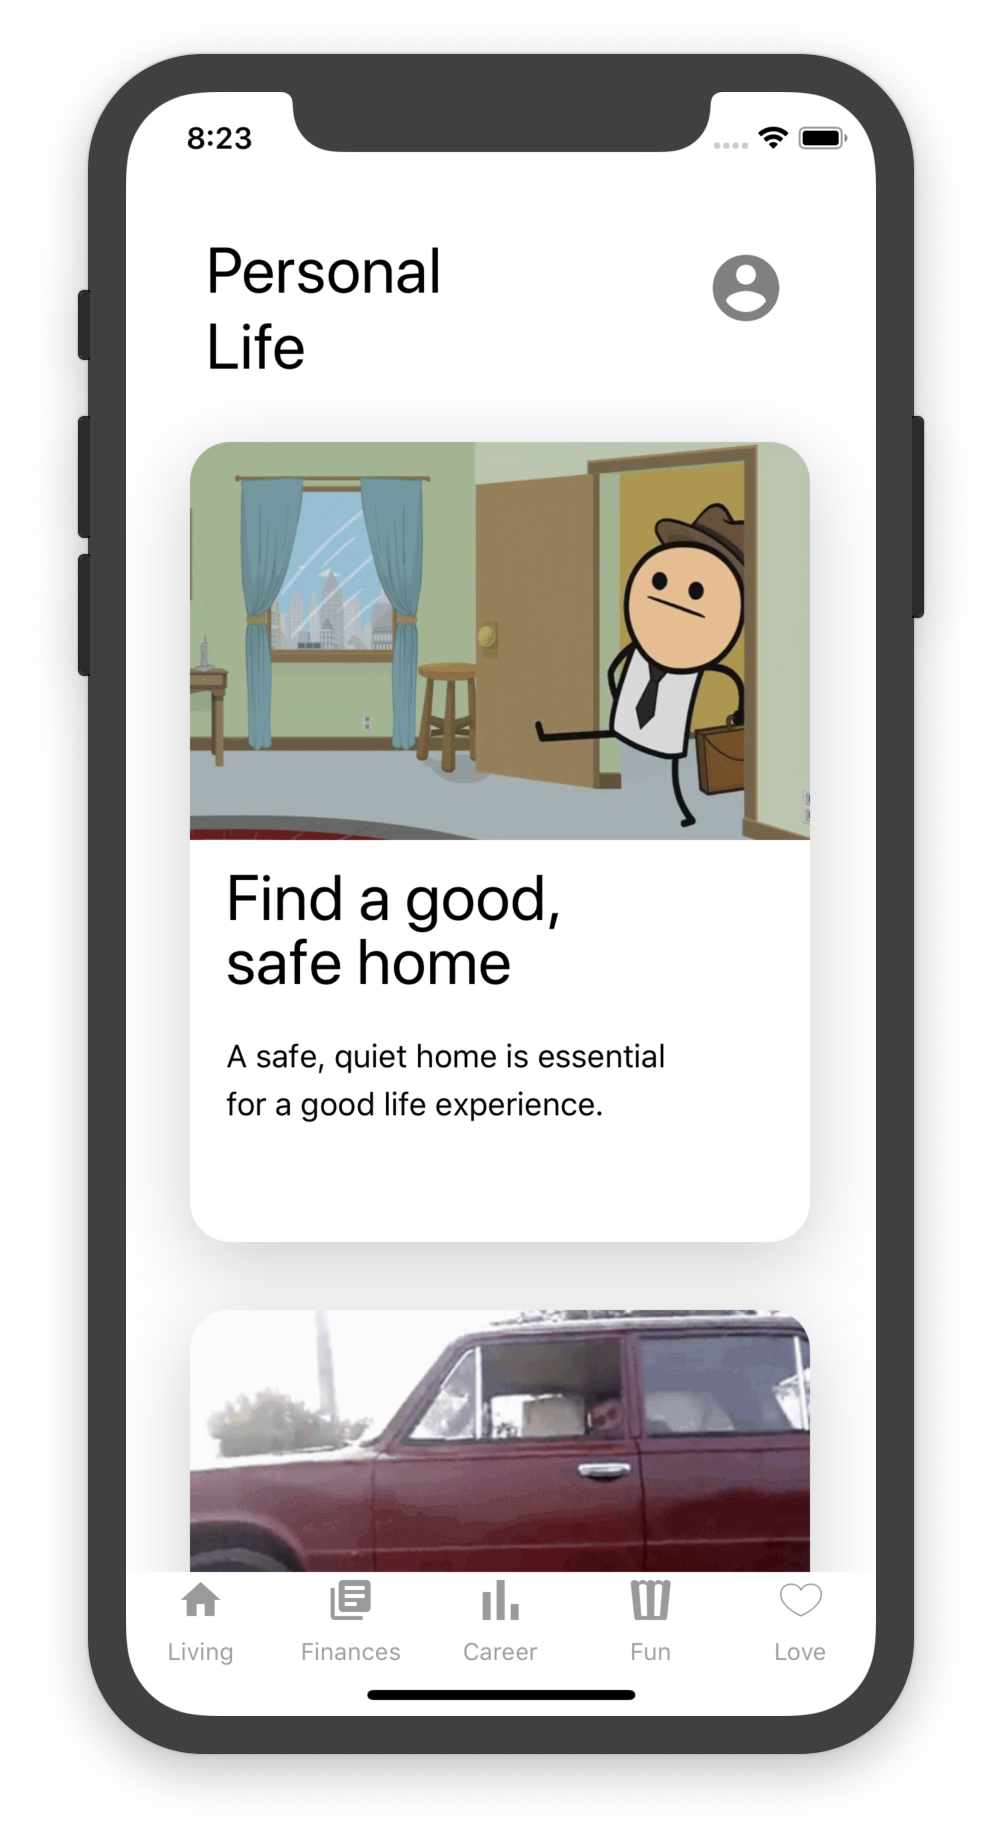 8:23
Personal
Life
Find a good,
safe home
A safe, quiet home is essential
for a good life experience.
Living Finances Career Fun Love